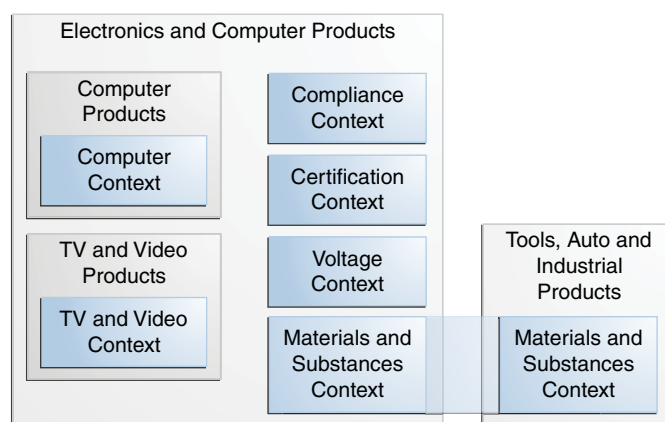 Electronics and Computer Products
Computer
Products
Computer
Context
TV and Video
Products
TV and Video
Context
Compliance
Context
Certification
Context
Voltage
Context
Materials and
Substances
Context
Tools, Auto and
Industrial
Products
Materials and
Substances
Context